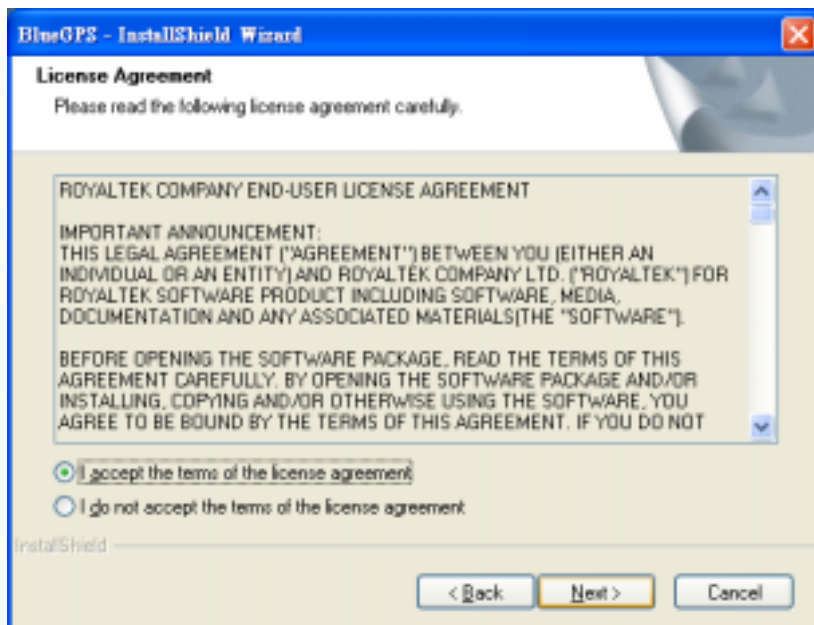 BlueGPS - InstallShield Wizard
License Agreement
Please read the following license agreement carefully.
ROYALTEK COMPANY END-USER LICENSE AGREEMENT
IMPORTANT ANNOUNCEMENT:
THIS LEGAL AGREEMENT ("AGREEMENT") BETWEEN YOU (EITHER AN
INDIVIDUAL OR AN ENTITY) AND ROYALTEK COMPANY LTD. ("ROYALTEK") FOR
ROYALTEK SOFTWARE PRODUCT INCLUDING SOFTWARE, MEDIA,
DOCUMENTATION AND ANY ASSOCIATED MATERIALS(THE "SOFTWARE").
BEFORE OPENING THE SOFTWARE PACKAGE, READ THE TERMS OF THIS
AGREEMENT CAREFULLY. BY OPENING THE SOFTWARE PACKAGE AND/OR
INSTALLING, COPYING AND/OR OTHERWISE USING THE SOFTWARE, YOU
AGREE TO BE BOUND BY THE TERMS OF THIS AGREEMENT. IF YOU DO NOT
I accept the terms of the license agreement
I do not accept the terms of the license agreement
InstallShield
< Back
Next >
Cancel